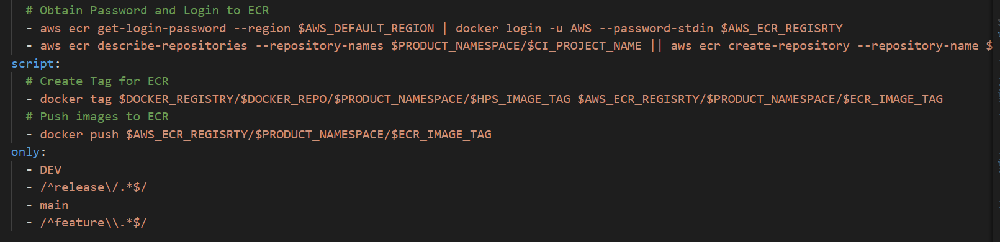 # Obtain Password and Login to ECR
- aws ecr get-login-password --region $AWS_DEFAULT_REGION | docker login -u AWS --password-stdin $AWS_ECR_REGISRTY
- aws ecr describe-repositories --repository-names $PRODUCT_NAMESPACE/$CI_PROJECT_NAME || aws ecr create-repository --repository-name $
script:
# Create Tag for ECR
- docker tag $DOCKER_REGISTRY/$DOCKER_REPO/$PRODUCT_NAMESPACE/$HPS_IMAGE_TAG $AWS_ECR_REGISRTY/$PRODUCT_NAMESPACE/$ECR_IMAGE_TAG
# Push images to ECR
- docker push $AWS_ECR_REGISRTY/$PRODUCT_NAMESPACE/$ECR_IMAGE_TAG
only:
- DEV
- /^release\/.*$/
- main
- /^feature\\.*$/